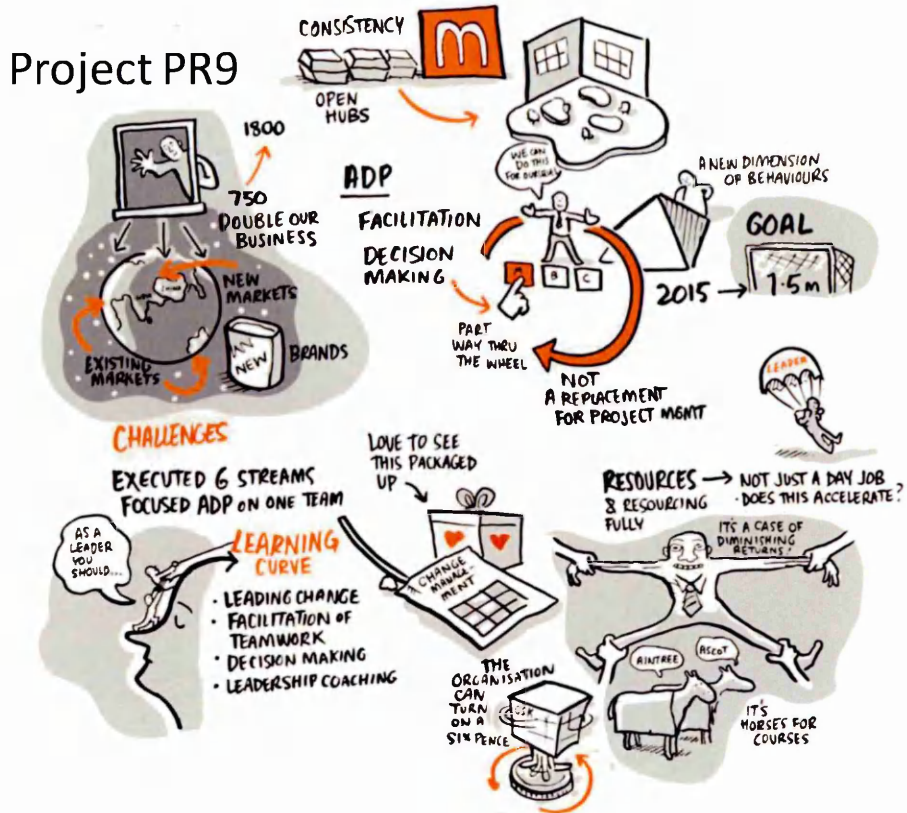 Project PR9
CONSISTENCY
m
OPEN
HUBS
1800
750
DOUBLE OUR
BUSINESS
NEW
MARKETS
CHINA
EXISTING
MARKETS
NEW
BRANDS
ADP
FACILITATION
DECISION
MAKING
WE CAN
DO THIS
A
B
C
PART
WAY THRU
THE WHEEL
NOT
A REPLACEMENT
FOR PROJECT MGMT
A NEW DIMENSION
OF BEHAVIOURS
GOAL
2015
1.5m
LEADER
CHALLENGES
EXECUTED 6 STREAMS
FOCUSED ADP ON ONE TEAM
AS A
LEADER
YOU
SHOULD...
LEARNING
CURVE
• LEADING CHANGE
• FACILITATION OF
TEAMWORK
• DECISION MAKING
• LEADERSHIP COACHING
LOVE TO SEE
THIS PACKAGED
UP
CHANGE
MANAGE-
MENT
THE
ORGANISATION
CAN
TURN
ON A
SIX PENCE
RESOURCES
& RESOURCING
FULLY
NOT JUST A DAY JOB
· DOES THIS ACCELERATE?
IT'S A CASE OF
DIMINISHING
RETURNS!
AINTREE
ASCOT
IT'S
HORSES FOR
COURSES